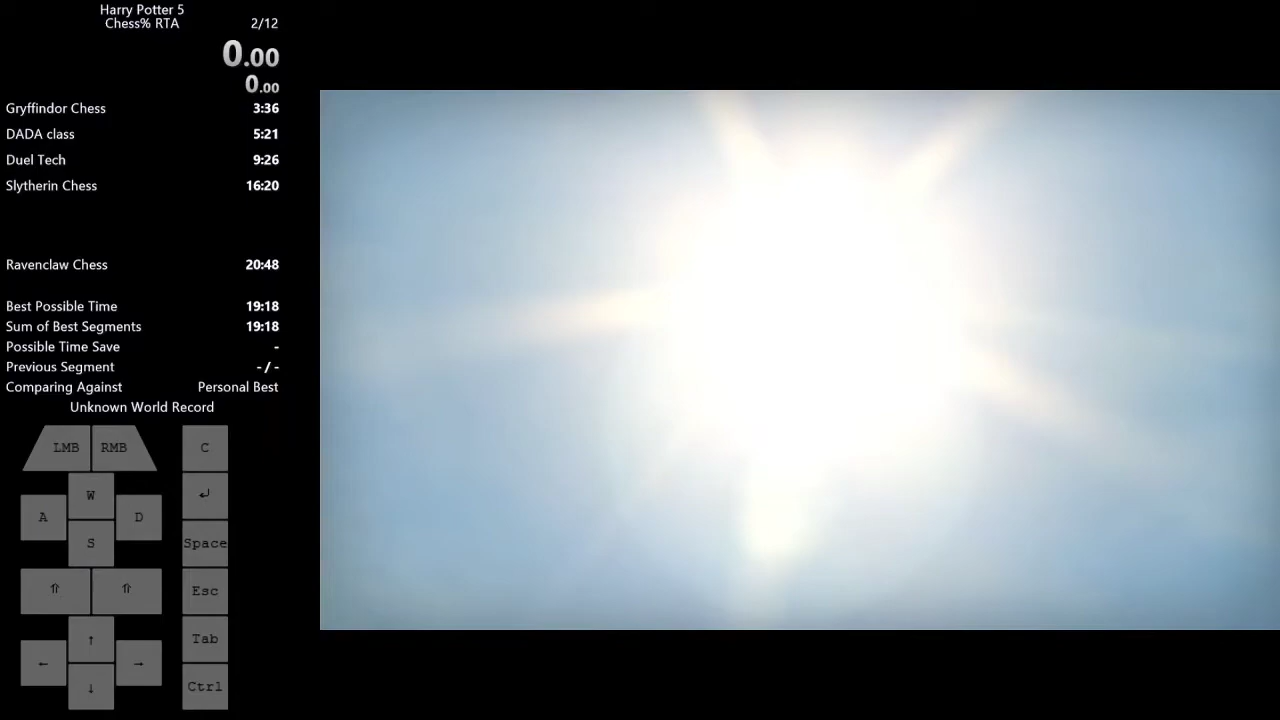 Harry Potter 5
Chess% RTA 2/12
0.00
0.00
Gryffindor Chess 3:36
DADA class 5:21
Duel Tech 9:26
Slytherin Chess 16:20
Ravenclaw Chess 20:48
Best Possible Time 19:18
Sum of Best Segments 19:18
Possible Time Save -
Previous Segment - / -
Comparing Against Personal Best
Unknown World Record
LMB RMB C
W ↲
A D
S Space
⇧ ⇧ Esc
↑ Tab
← →
↓ Ctrl